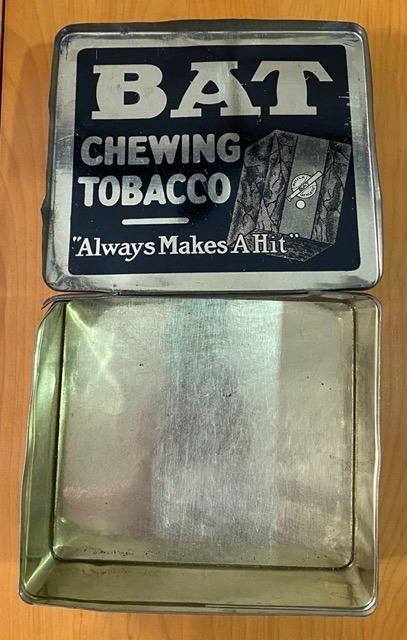 BAT
CHEWING
TOBACCO
"Always Makes A Hit"